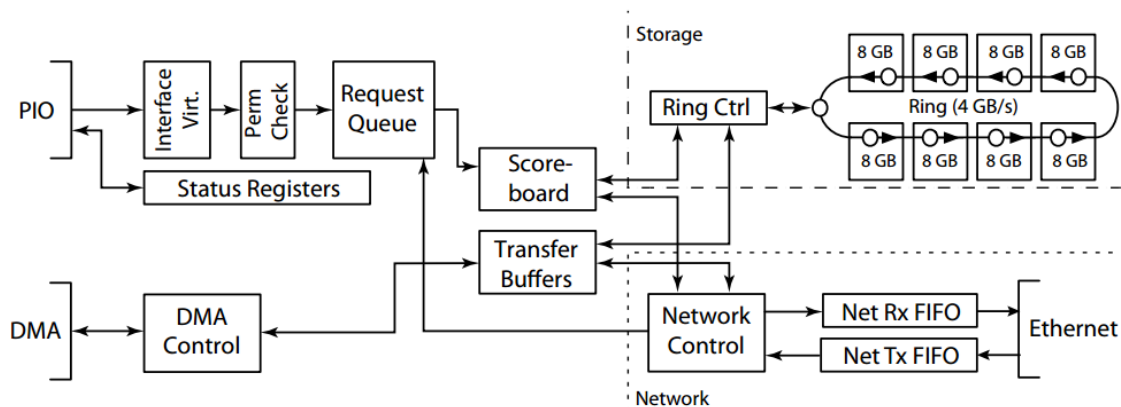 Storage
8 GB
8 GB
8 GB
8 GB
Ring (4 GB/s)
8 GB
8 GB
8 GB
8 GB
PIO
Interface
Virt.
Perm
Check
Request
Queue
Ring Ctrl
Status Registers
Score-
board
Transfer
Buffers
DMA
DMA
Control
Network
Control
Net Rx FIFO
Net Tx FIFO
Ethernet
Network